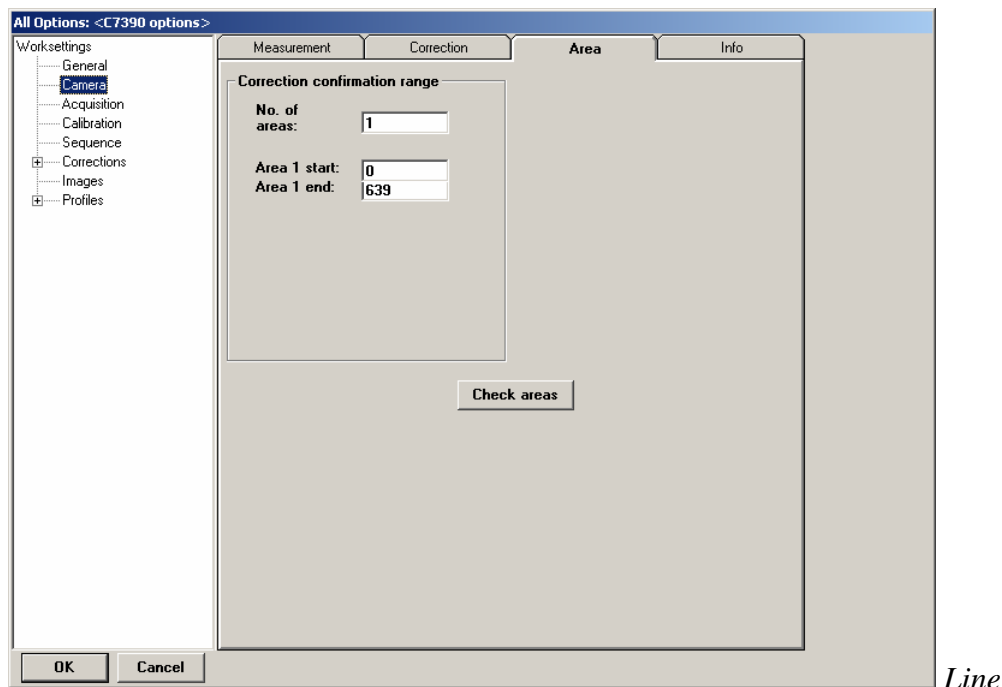 All Options: <C7390 options>
Worksettings
General
Camera
Acquisition
Calibration
Sequence
Corrections
Images
Profiles
Measurement
Correction
Area
Info
Correction confirmation range
No. of
areas:
1
Area 1 start:
0
Area 1 end:
639
Check areas
OK
Cancel
Line